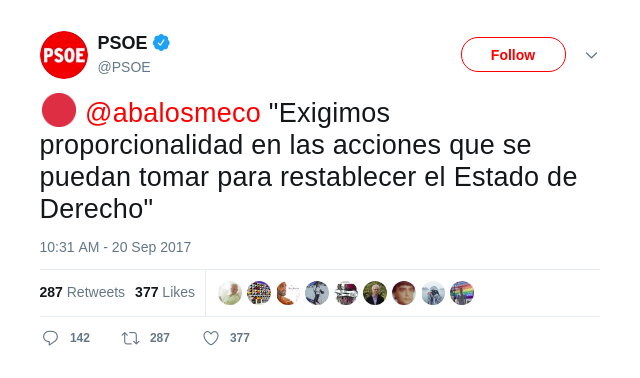 PSOE
PSOE
@PSOE
Follow
@abalosmeco "Exigimos
proporcionalidad en las acciones que se
puedan tomar para restablecer el Estado de
Derecho"
10:31 AM - 20 Sep 2017
287 Retweets 377 Likes
142 287 377